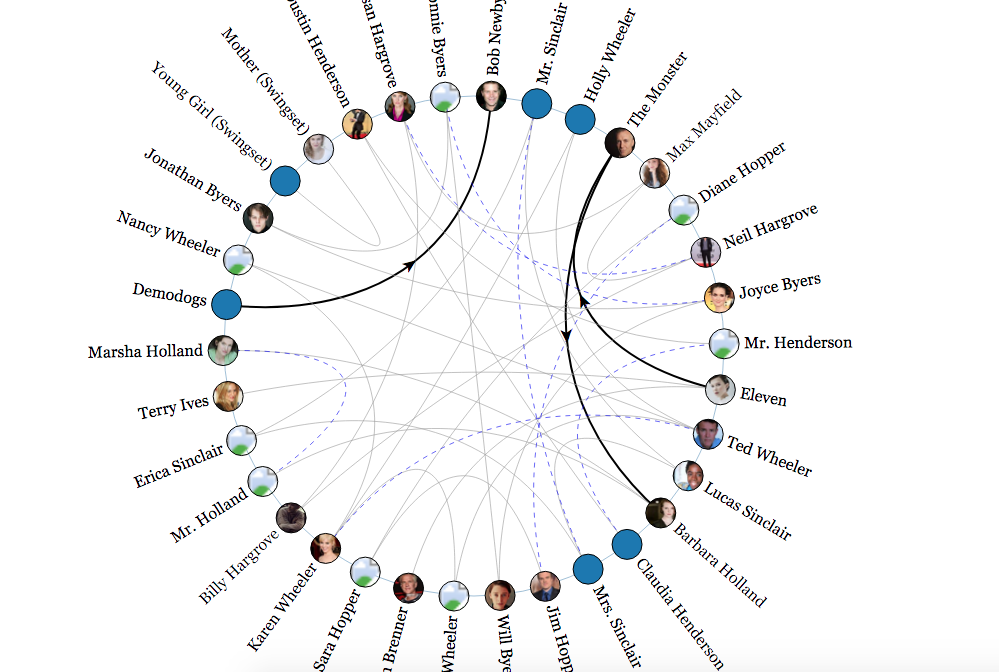 ustin Henderson
san Hargrove
onnie Byers
Bob Newby
Mr. Sinclair
Holly Wheeler
The Monster
Max Mayfield
Diane Hopper
Neil Hargrove
Joyce Byers
Mr. Henderson
Eleven
Ted Wheeler
Lucas Sinclair
Barbara Holland
Claudia Henderson
Mrs. Sinclair
Jim Hopp
Will Bye
Wheeler
n Brenner
Sara Hopper
Karen Wheeler
Billy Hargrove
Mr. Holland
Erica Sinclair
Terry Ives
Marsha Holland
Demodogs
Nancy Wheeler
Jonathan Byers
Young Girl (Swingset)
Mother (Swingset)